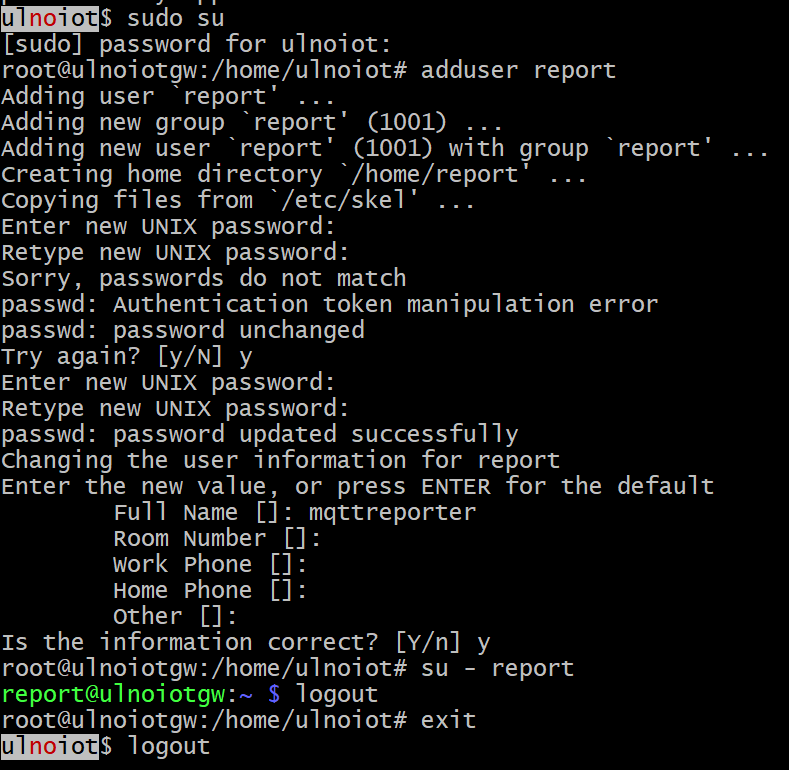 ulnoiot$ sudo su
[sudo] password for ulnoiot:
root@ulnoiotgw:/home/ulnoiot# adduser report
Adding user `report' ...
Adding new group `report' (1001) ...
Adding new user `report' (1001) with group `report' ...
Creating home directory `/home/report' ...
Copying files from `/etc/skel' ...
Enter new UNIX password:
Retype new UNIX password:
Sorry, passwords do not match
passwd: Authentication token manipulation error
passwd: password unchanged
Try again? [y/N] y
Enter new UNIX password:
Retype new UNIX password:
passwd: password updated successfully
Changing the user information for report
Enter the new value, or press ENTER for the default
        Full Name []: mqttreporter
        Room Number []:
        Work Phone []:
        Home Phone []:
        Other []:
Is the information correct? [Y/n] y
root@ulnoiotgw:/home/ulnoiot# su - report
report@ulnoiotgw:~ $ logout
root@ulnoiotgw:/home/ulnoiot# exit
ulnoiot$ logout